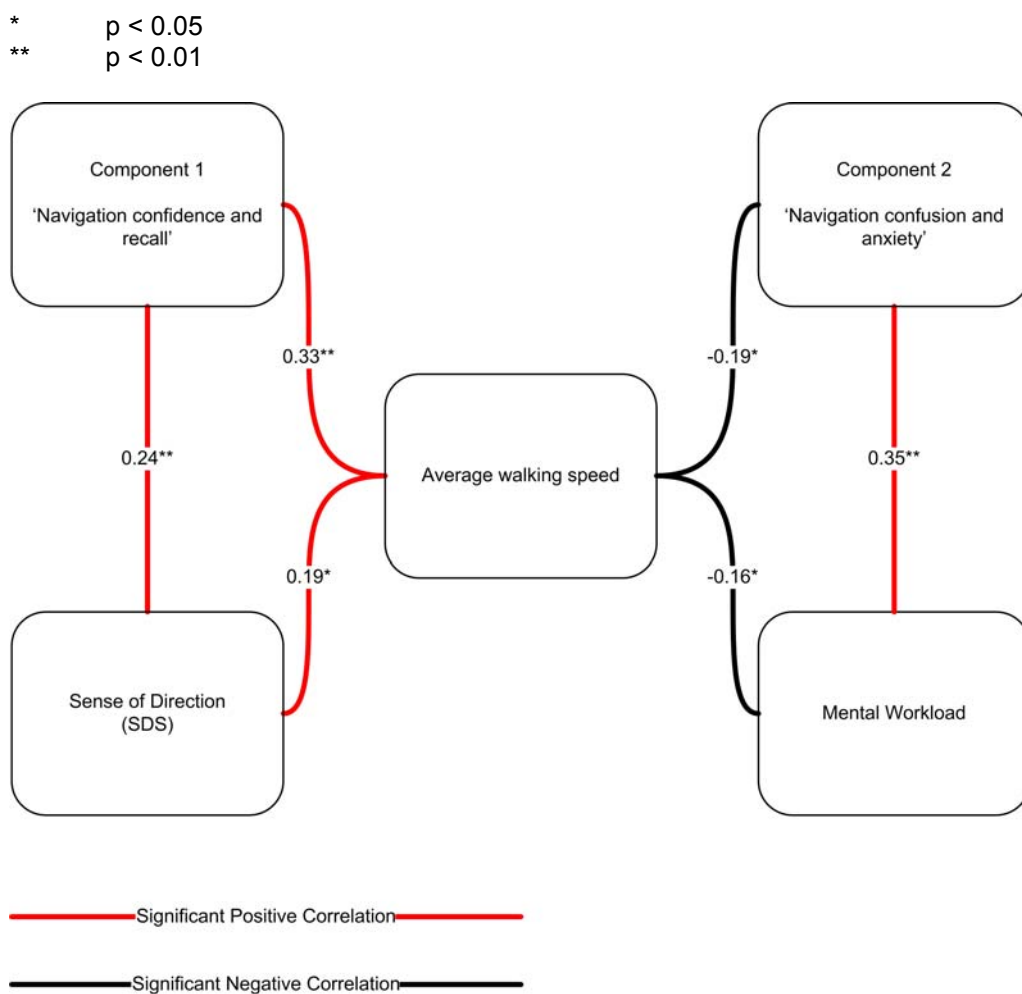 * p < 0.05
** p < 0.01
Component 1
‘Navigation confidence and
recall’
Component 2
‘Navigation confusion and
anxiety’
0.33**
-0.19*
0.24**
Average walking speed
0.35**
0.19*
-0.16*
Sense of Direction
(SDS)
Mental Workload
Significant Positive Correlation
Significant Negative Correlation